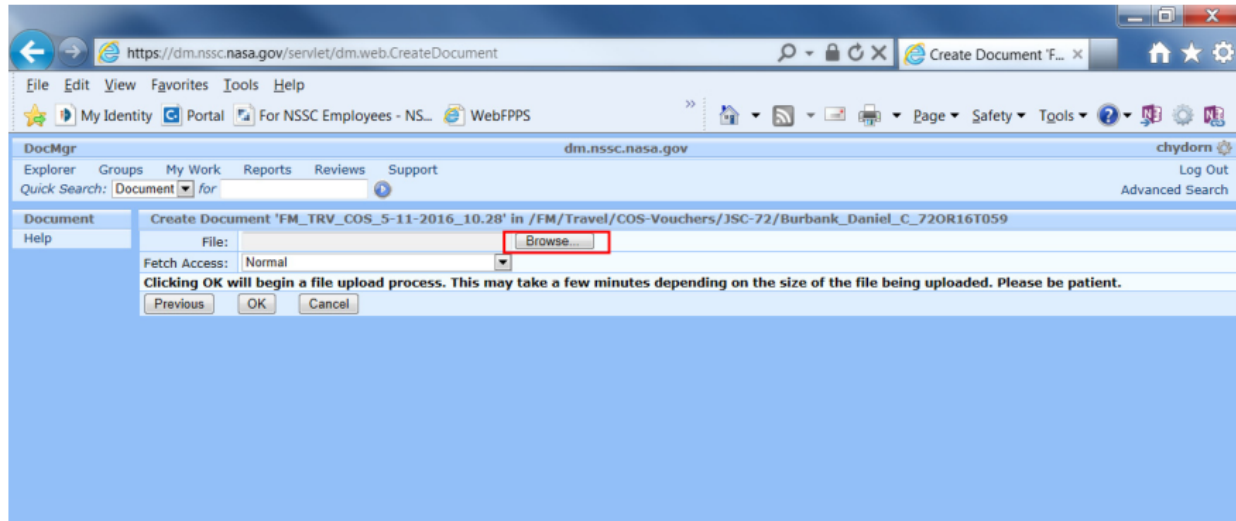 https://dm.nssc.nasa.gov/servlet/dm.web.CreateDocument Create Document 'F...
File Edit View Favorites Tools Help
My Identity Portal For NSSC Employees - NS... WebFPPS » Page Safety Tools
DocMgr dm.nssc.nasa.gov chydorn
Explorer Groups My Work Reports Reviews Support Log Out
Quick Search: Document for Advanced Search
Document Create Document 'FM_TRV_COS_5-11-2016_10.28' in /FM/Travel/COS-Vouchers/JSC-72/Burbank_Daniel_C_72OR16T059
Help File: Browse...
Fetch Access: Normal
Clicking OK will begin a file upload process. This may take a few minutes depending on the size of the file being uploaded. Please be patient.
Previous OK Cancel